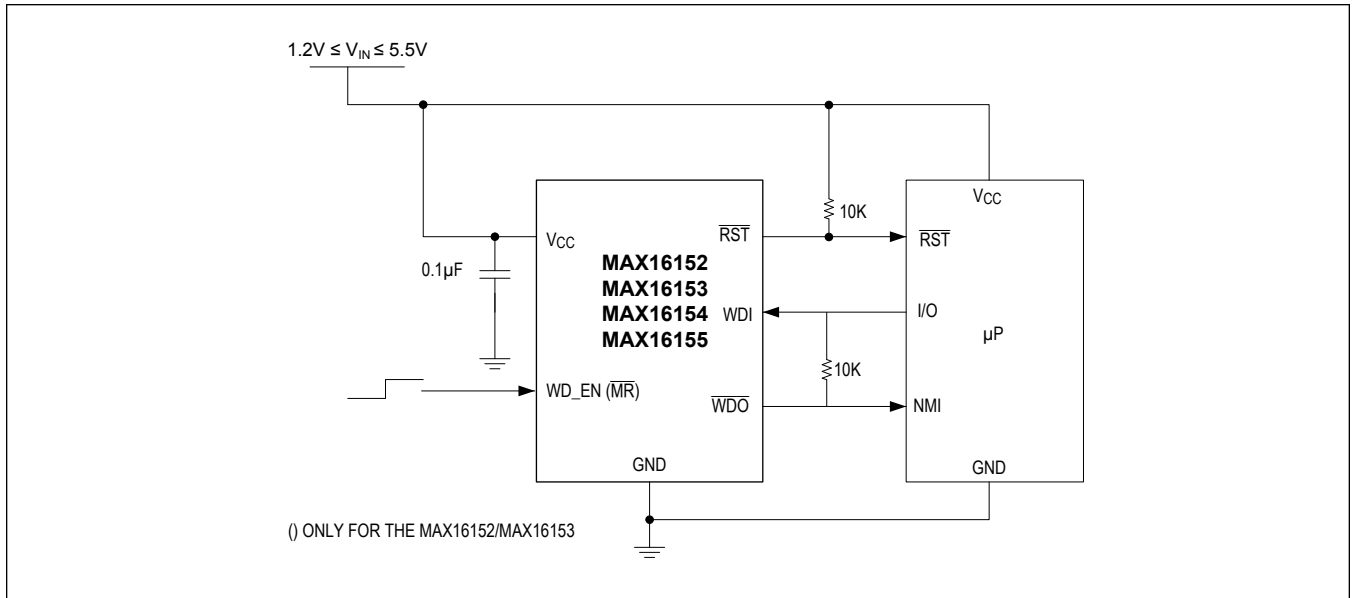 1.2V ≤ VIN ≤ 5.5V
VCC
10K
VCC
RST
RST
0.1µF
MAX16152
MAX16153
MAX16154
MAX16155
WDI
I/O
µP
10K
WD_EN (MR)
WDO
NMI
GND
GND
() ONLY FOR THE MAX16152/MAX16153